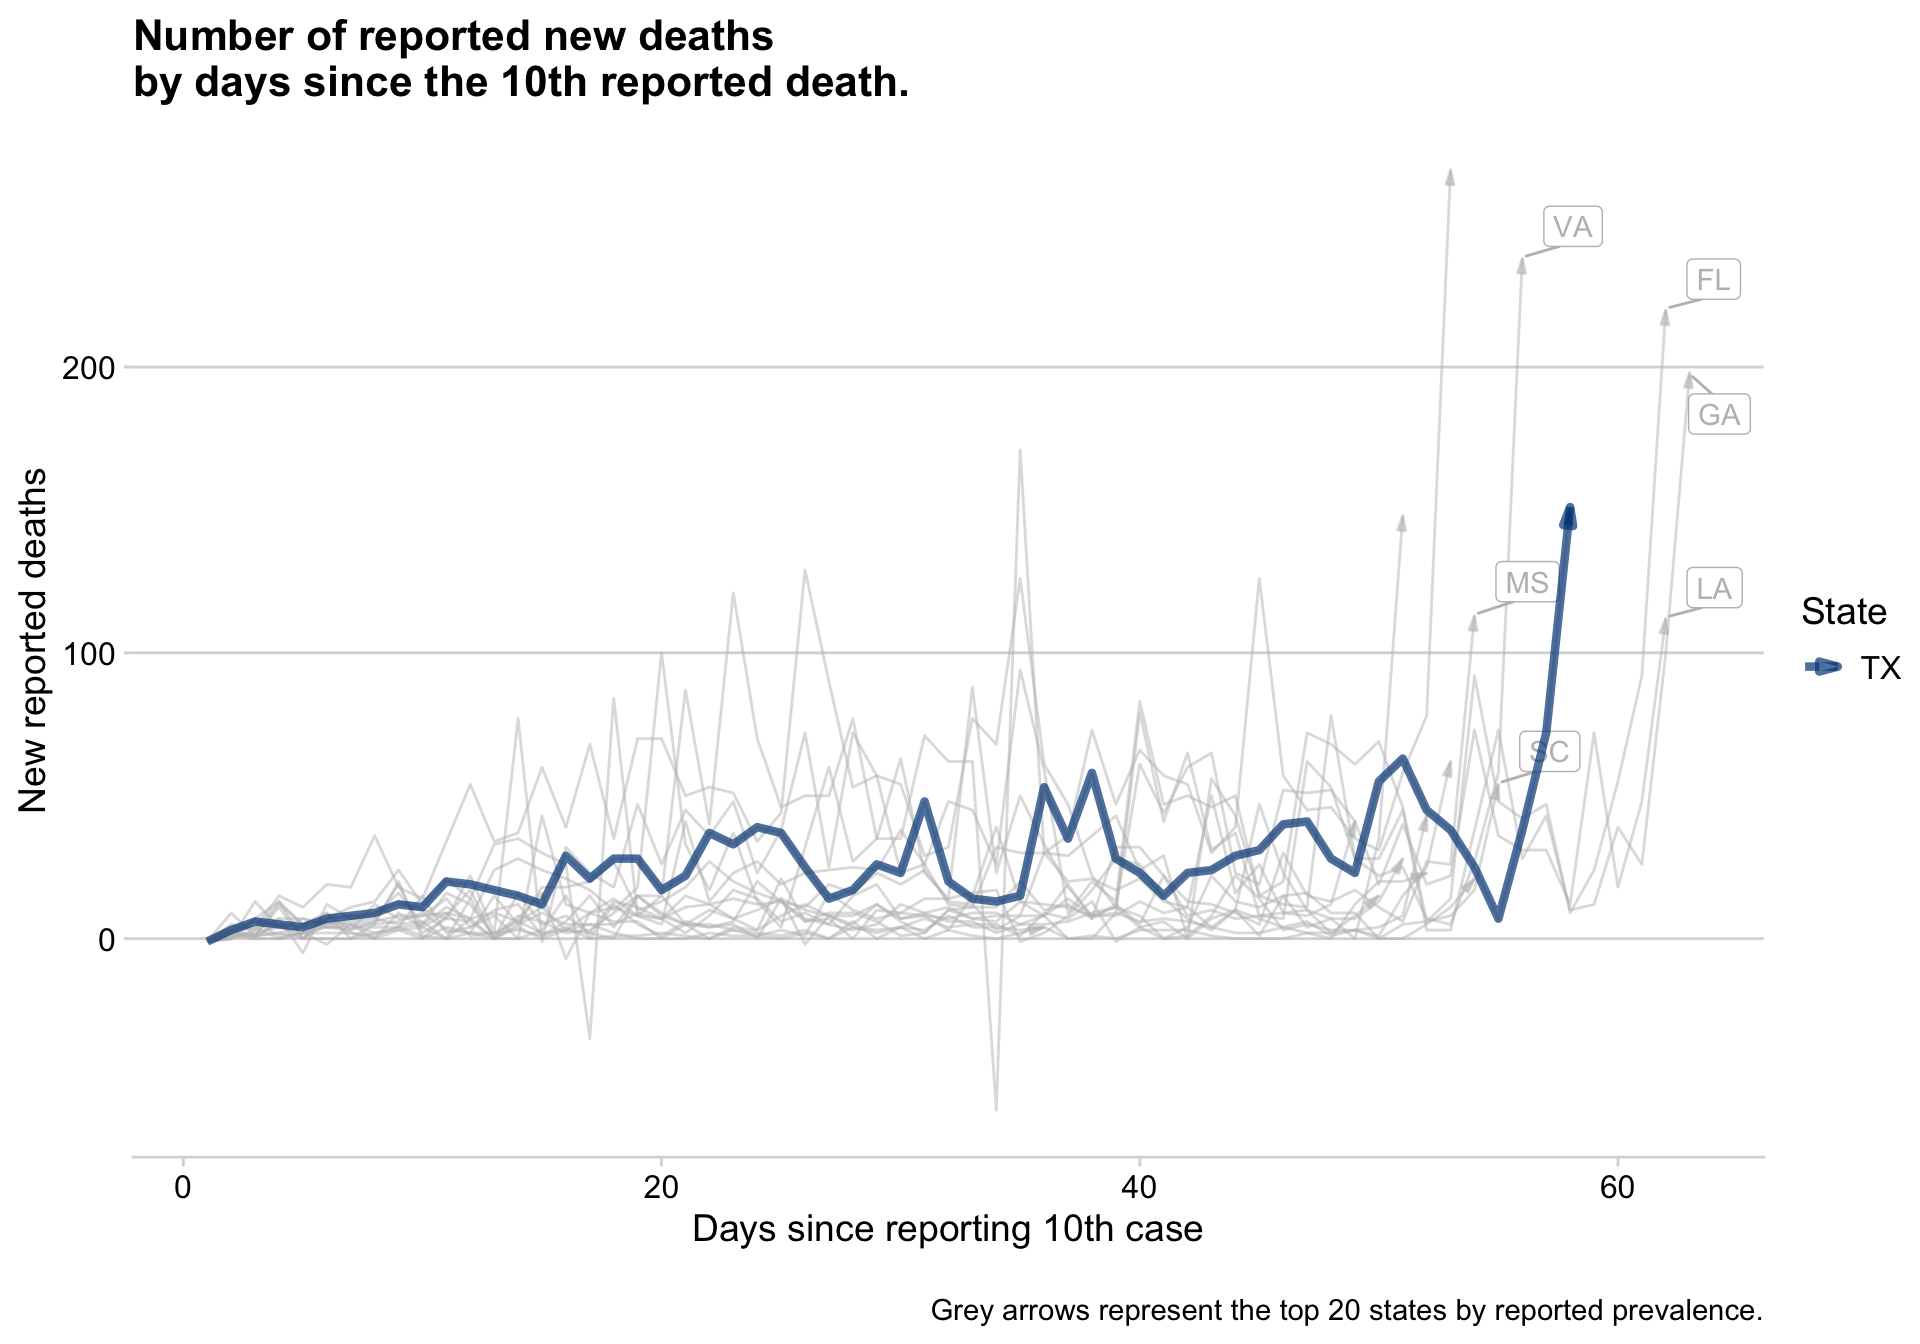 Number of reported new deaths
by days since the 10th reported death.
VA
FL
200
GA
MS
LA
100
SC
0
New reported deaths
State
TX
0 20 40 60
Days since reporting 10th case
Grey arrows represent the top 20 states by reported prevalence.